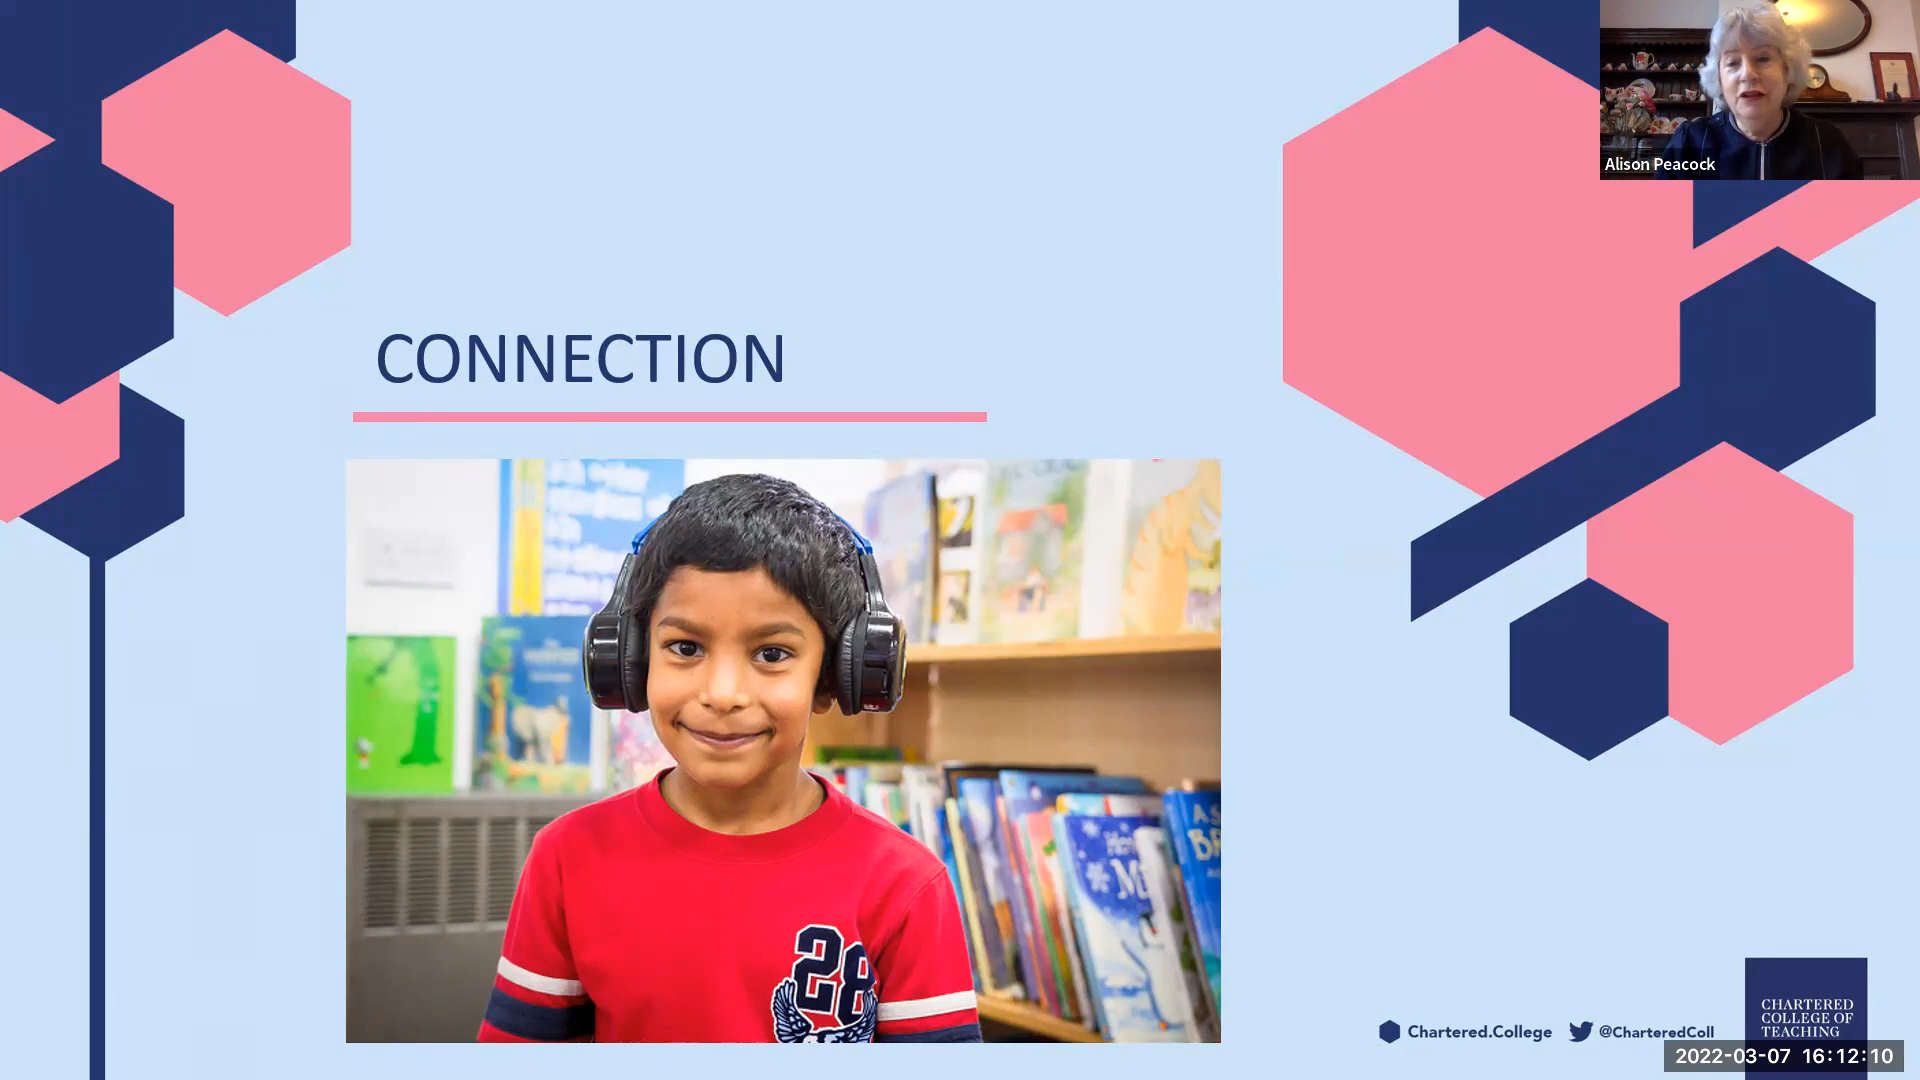 Alison Peacock
CONNECTION
28
Chartered.College
@CharteredColl
CHARTERED
COLLEGE OF
TEACHING
2022-03-07 16:12:10